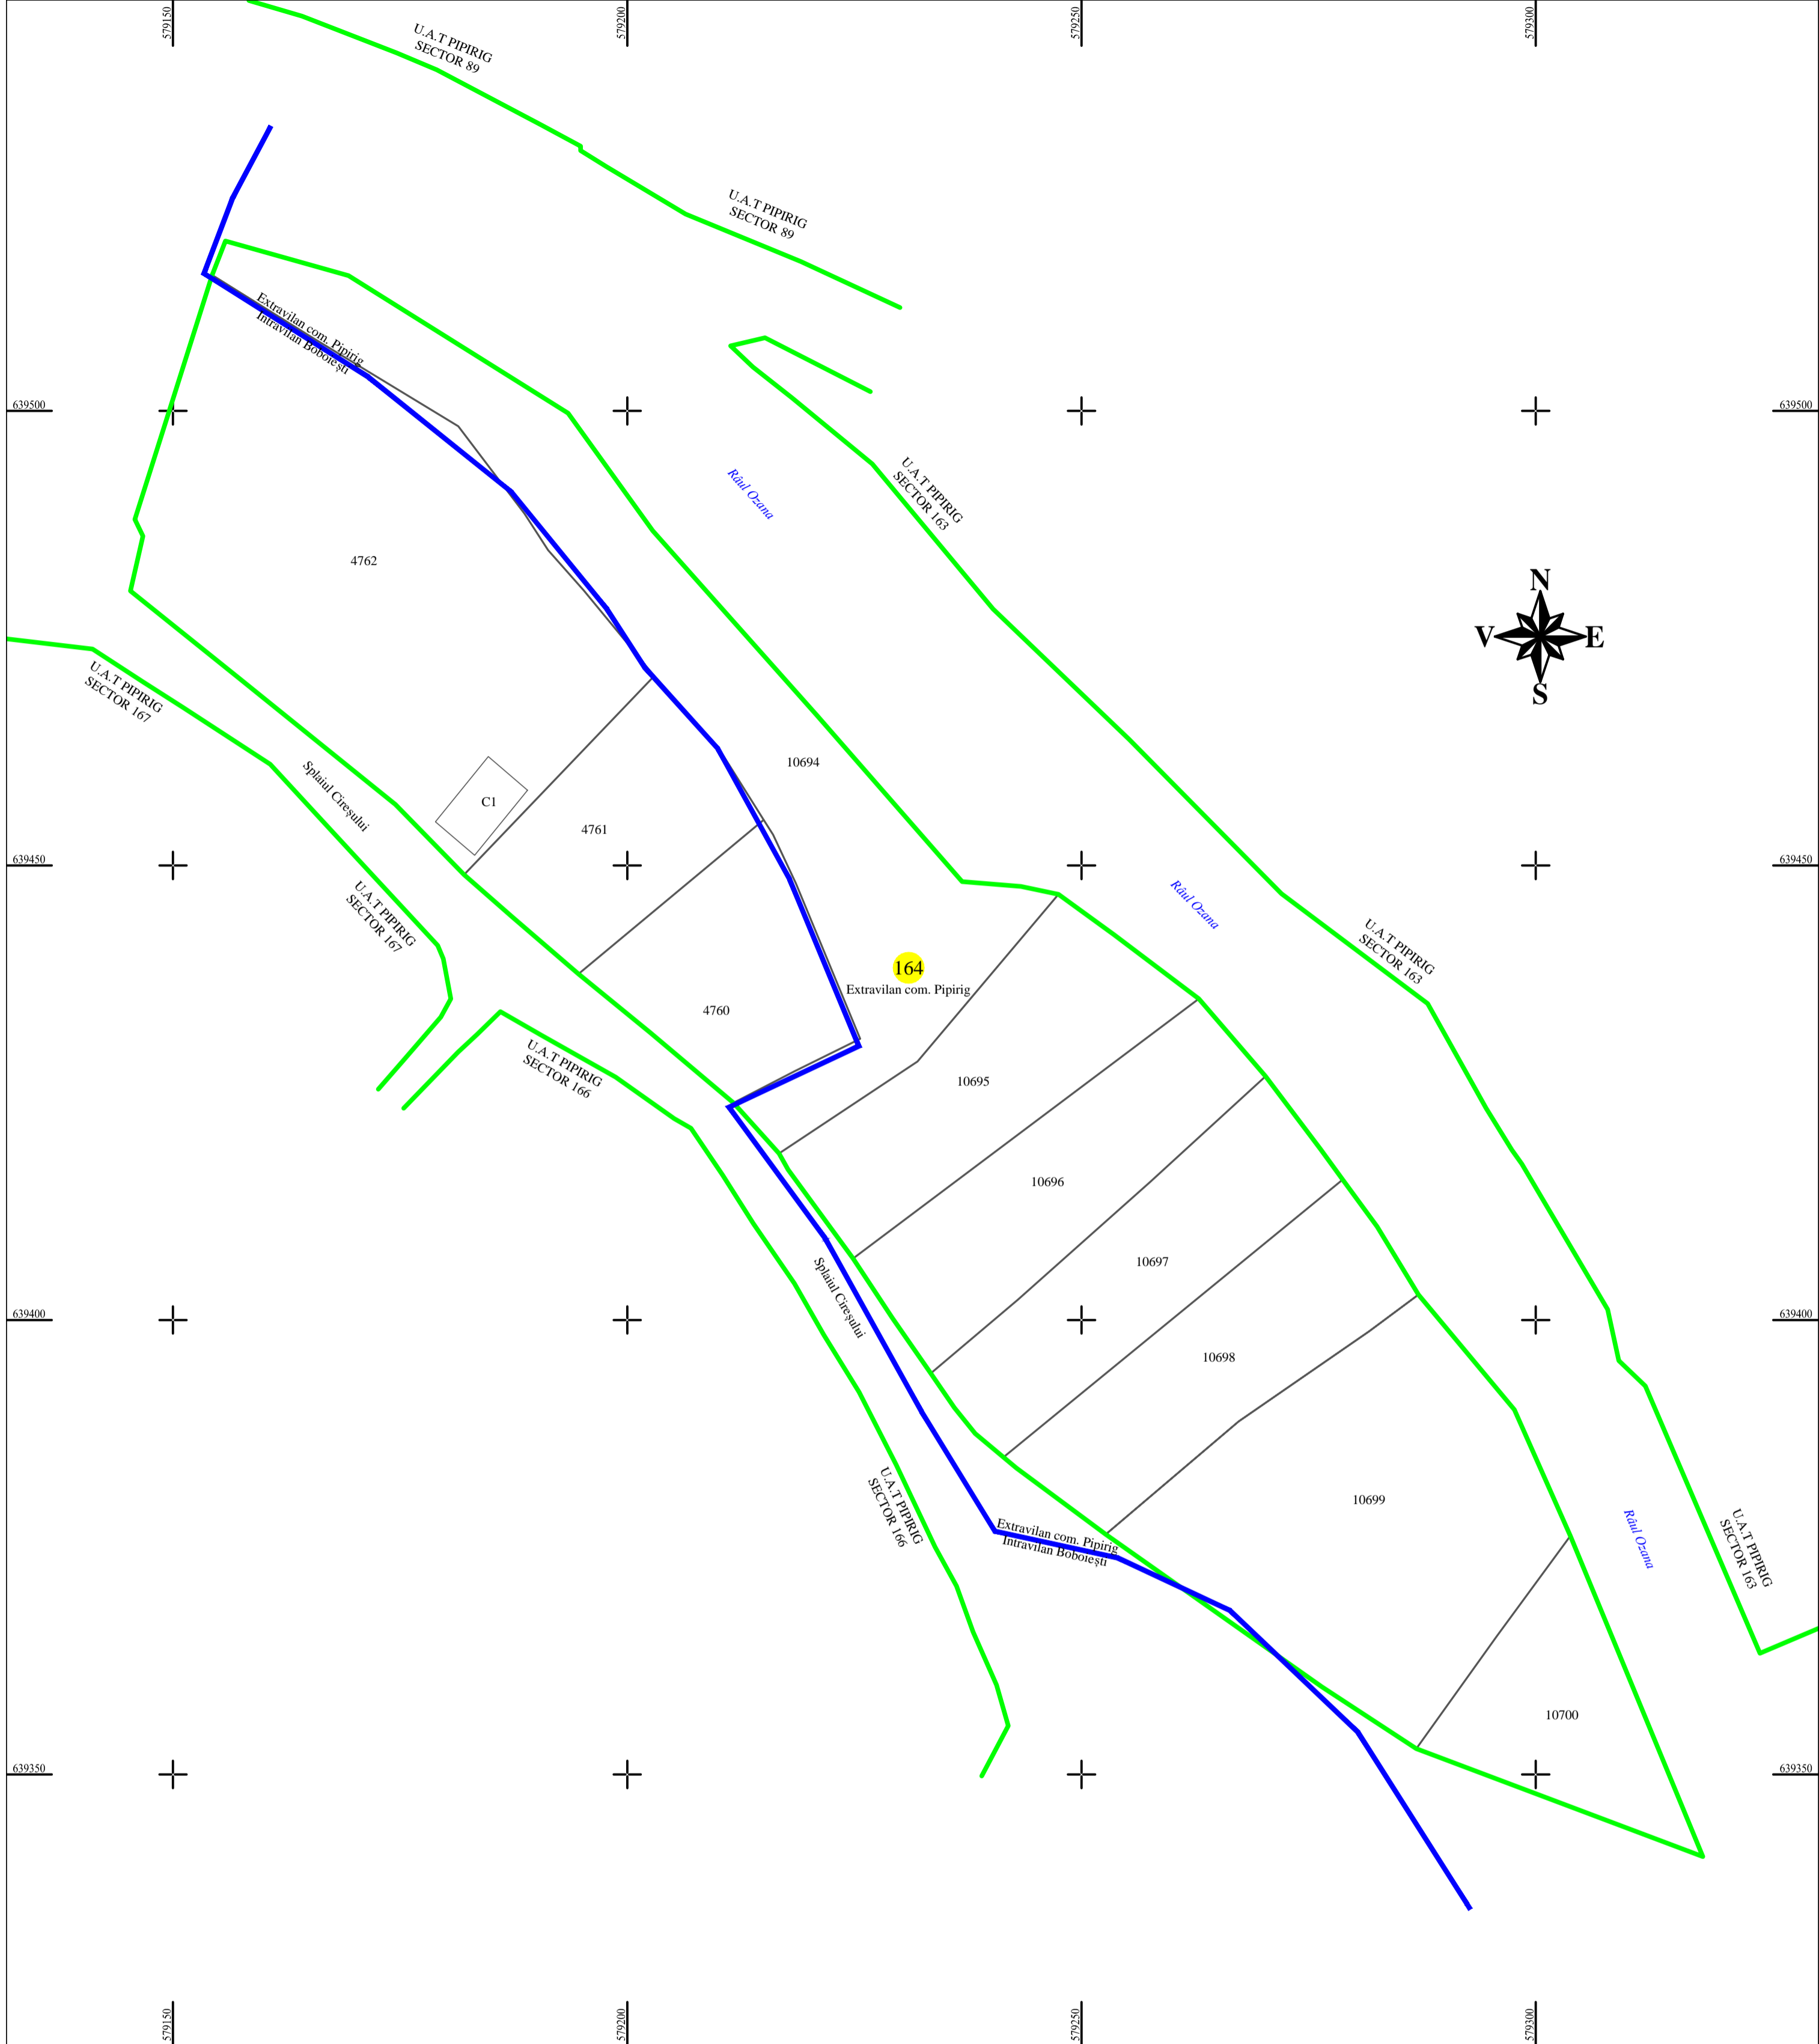 579150
579200
579250
579300
U.A.T PIPIRIG
SECTOR 89
U.A.T PIPIRIG
SECTOR 89
Extravilan com. Pipirig
Intravilan Boboiești
639500
639500
Râul Ozana
U.A.T PIPIRIG
SECTOR 163
4762
N
V
E
S
U.A.T PIPIRIG
SECTOR 167
Splaiul Cireșului
10694
C1
4761
639450
639450
U.A.T PIPIRIG
SECTOR 167
Râul Ozana
U.A.T PIPIRIG
SECTOR 163
164
Extravilan com. Pipirig
4760
U.A.T PIPIRIG
SECTOR 166
10695
10696
Splaiul Cireșului
10697
639400
639400
10698
U.A.T PIPIRIG
SECTOR 166
10699
Extravilan com. Pipirig
Intravilan Boboiești
Râul Ozana
U.A.T PIPIRIG
SECTOR 163
10700
639350
639350
579150
579200
579250
579300